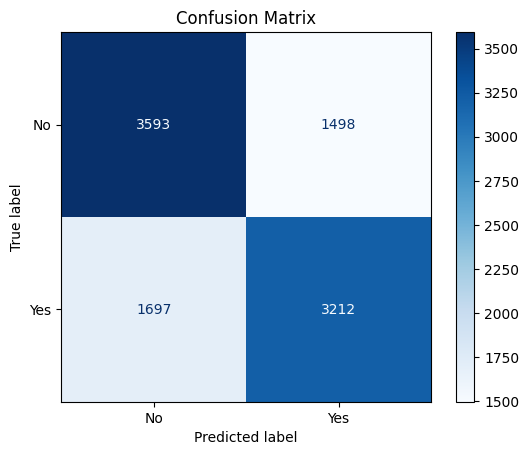 Confusion Matrix
True label
No
3593
1498
Yes
1697
3212
No
Yes
Predicted label
3500
3250
3000
2750
2500
2250
2000
1750
1500